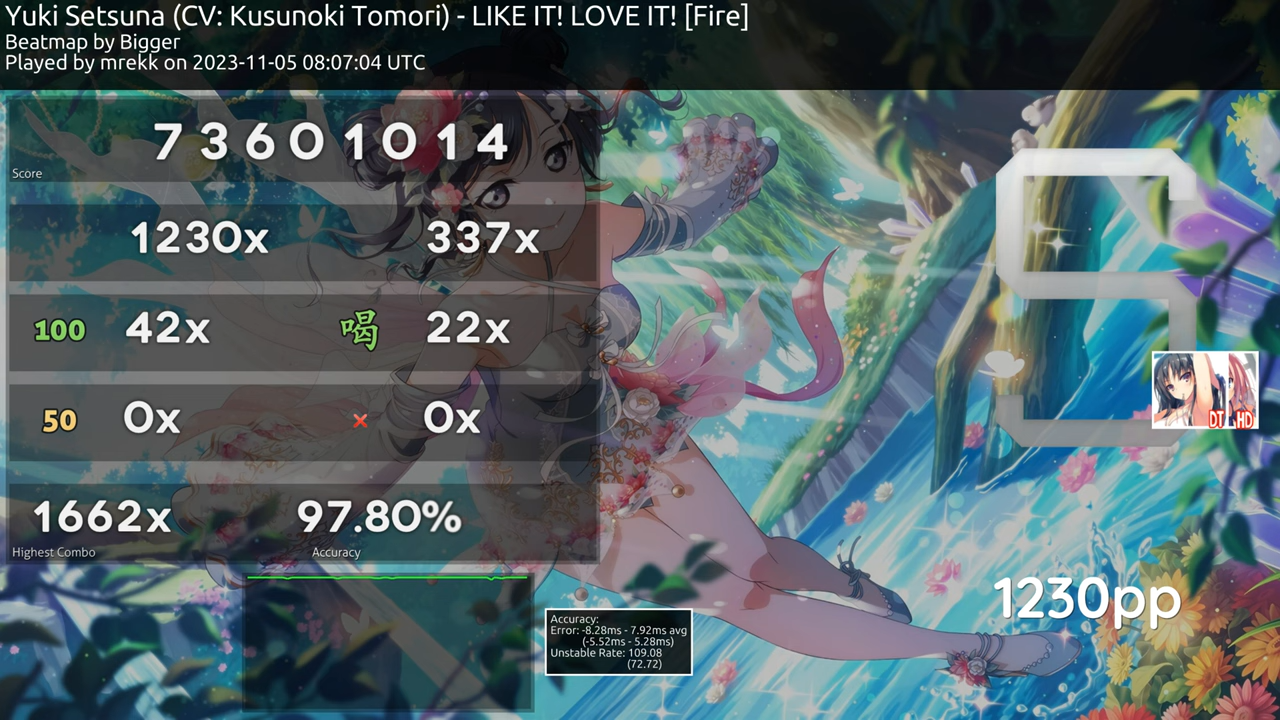 Yuki Setsuna (CV: Kusunoki Tomori) - LIKE IT! LOVE IT! [Fire]
Beatmap by Bigger
Played by mrekk on 2023-11-05 08:07:04 UTC
73601014
Score
1230x 337x
100 42x 喝 22x
50 0x × 0x
1662x 97.80%
Highest Combo Accuracy
DT HD
1230pp
Accuracy:
Error: -8.28ms - 7.92ms avg
(-5.52ms - 5.28ms)
Unstable Rate: 109.08
(72.72)